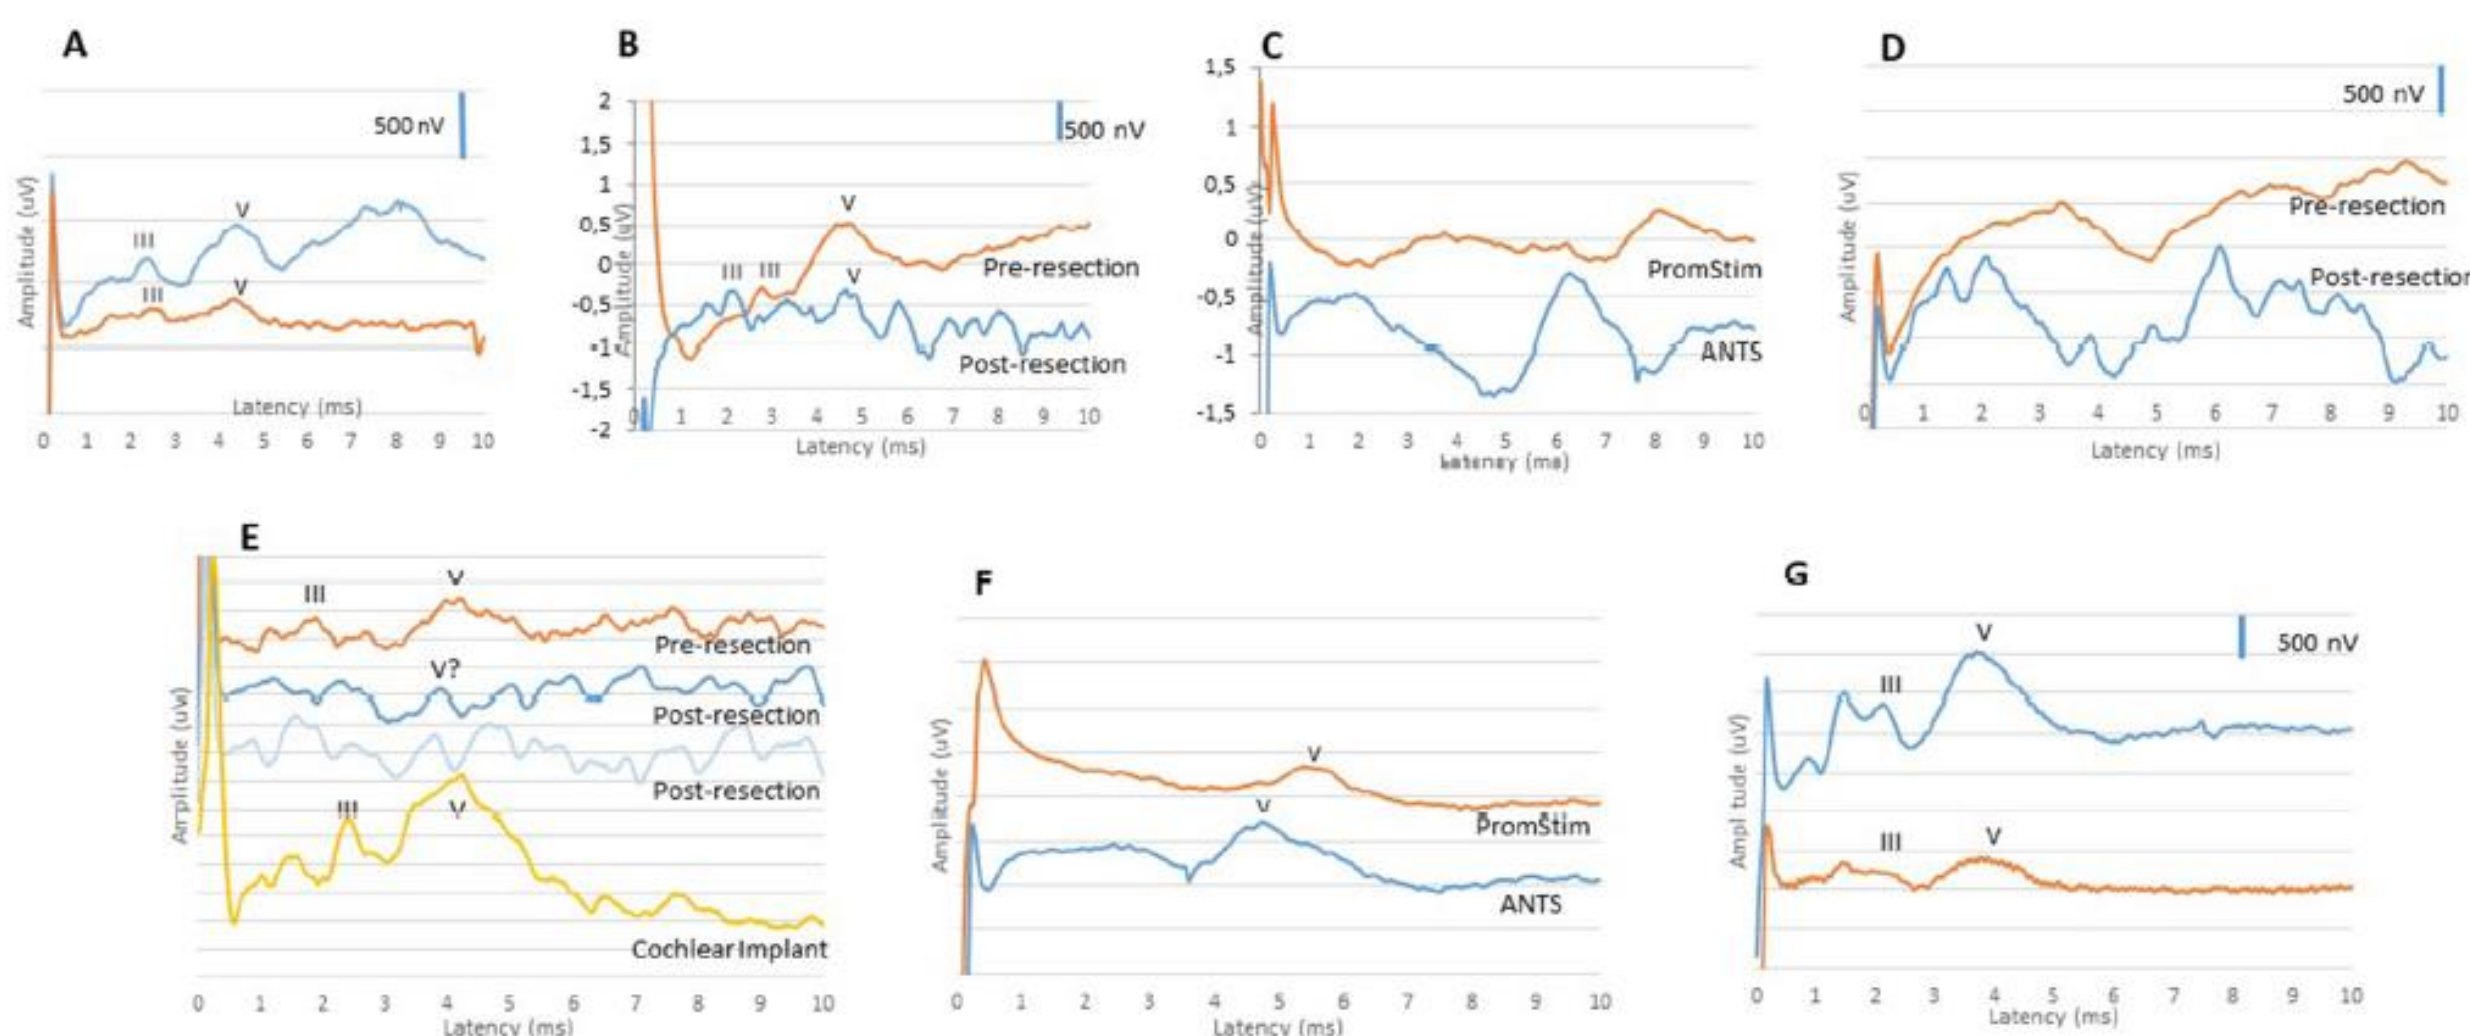 A
500 nV
V
III
V
III
Amplitude (uV)
Latency (ms)
0 1 2 3 4 5 6 7 8 9 10
B
2
1,5
1
0,5
0
-0,5
-1
-1,5
-2
500 nV
V
III III
V
Pre-resection
Post-resection
Amplitude (uV)
0 1 2 3 4 5 6 7 8 9 10
Latency (ms)
C
1,5
1
0,5
0
-0,5
-1
-1,5
PromStim
ANTS
Amplitude (uV)
0 1 2 3 4 5 6 7 8 9 10
Latency (ms)
D
500 nV
Pre-resection
Post-resection
Amplitude (uV)
0 1 2 3 4 5 6 7 8 9 10
Latency (ms)
E
V
III
Pre-resection
V?
Post-resection
Post-resection
III
V
Cochlear Implant
Amplitude (uV)
0 1 2 3 4 5 6 7 8 9 10
Latency (ms)
F
V
V
PromStim
ANTS
Amplitude (uV)
0 1 2 3 4 5 6 7 8 9 10
Latency (ms)
G
500 nV
V
III
III
V
Amplitude (uV)
0 1 2 3 4 5 6 7 8 9 10
Latency (ms)